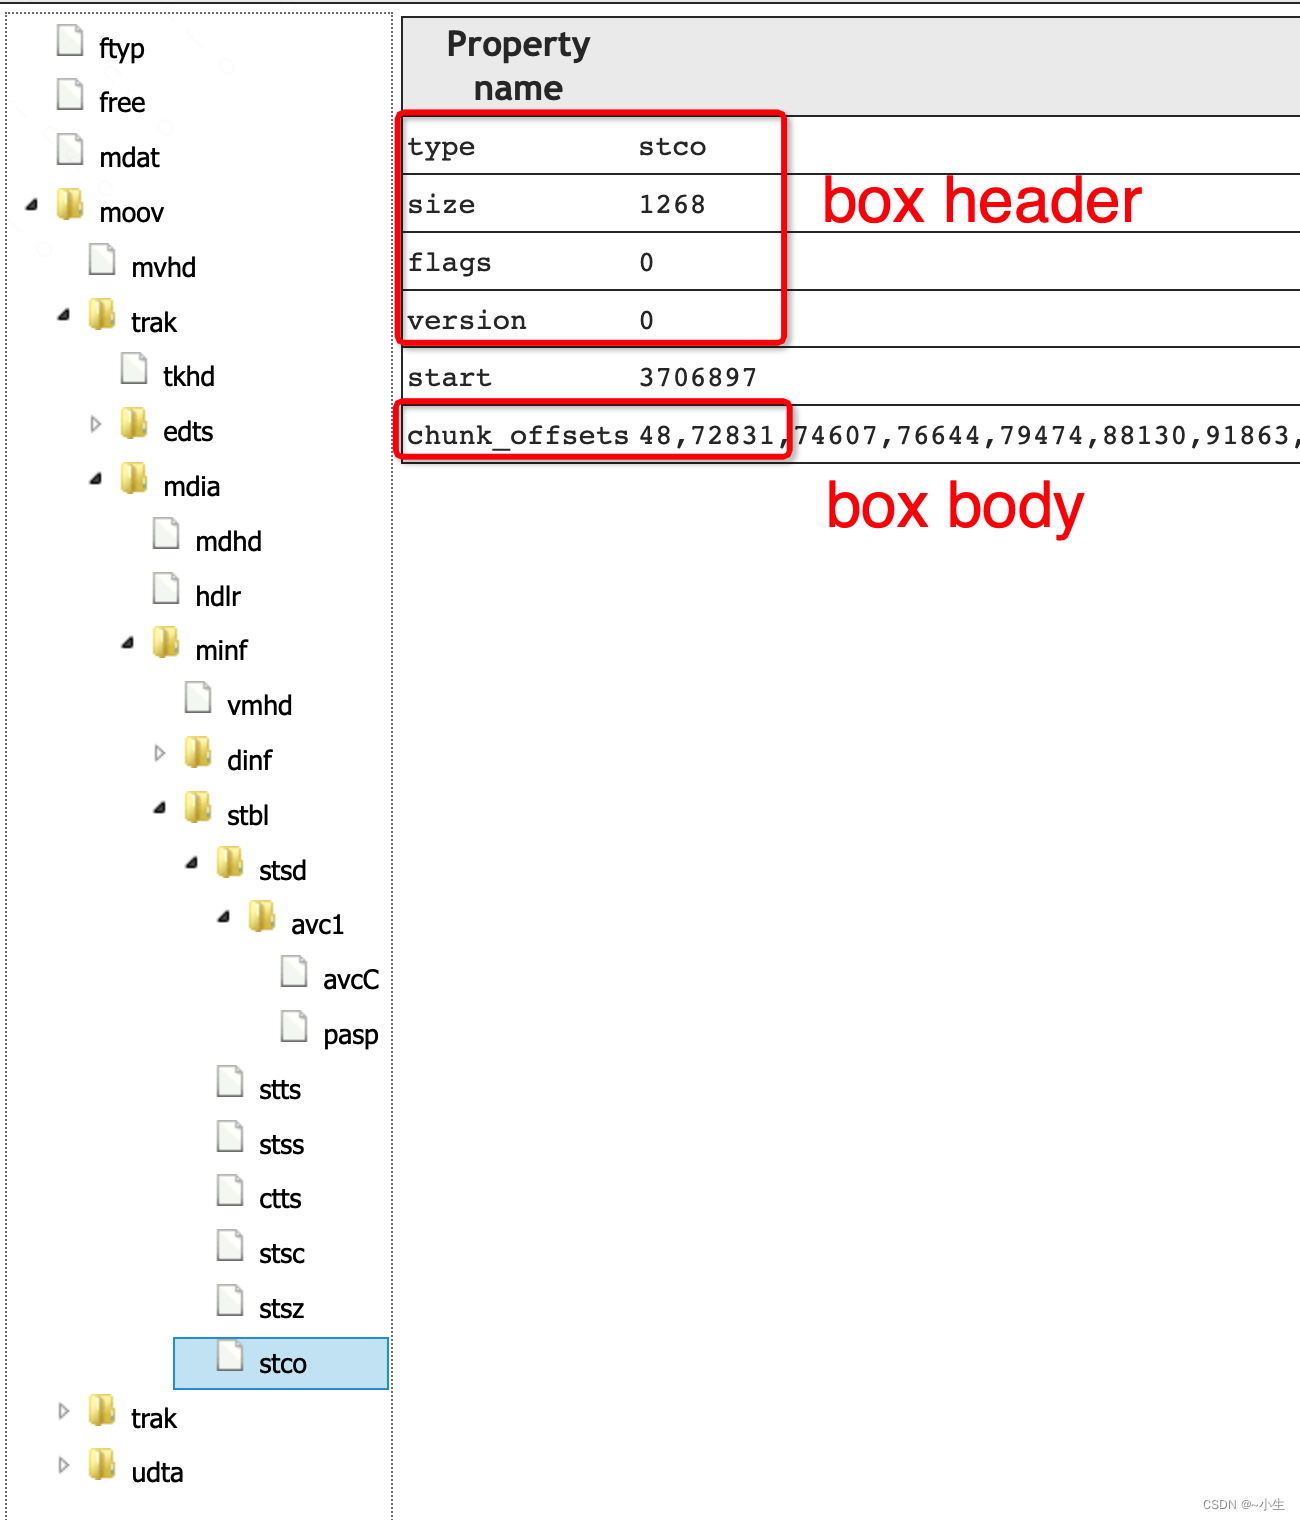 ftyp
free
mdat
moov
mvhd
trak
tkhd
edts
mdia
mdhd
hdlr
minf
vmhd
dinf
stbl
stsd
avc1
avcC
pasp
stts
stss
ctts
stsc
stsz
stco
trak
udta
Property
name
type stco
size 1268
flags 0
version 0
box header
start 3706897
chunk_offsets 48,72831,74607,76644,79474,88130,91863,
box body
CSDN @~小生